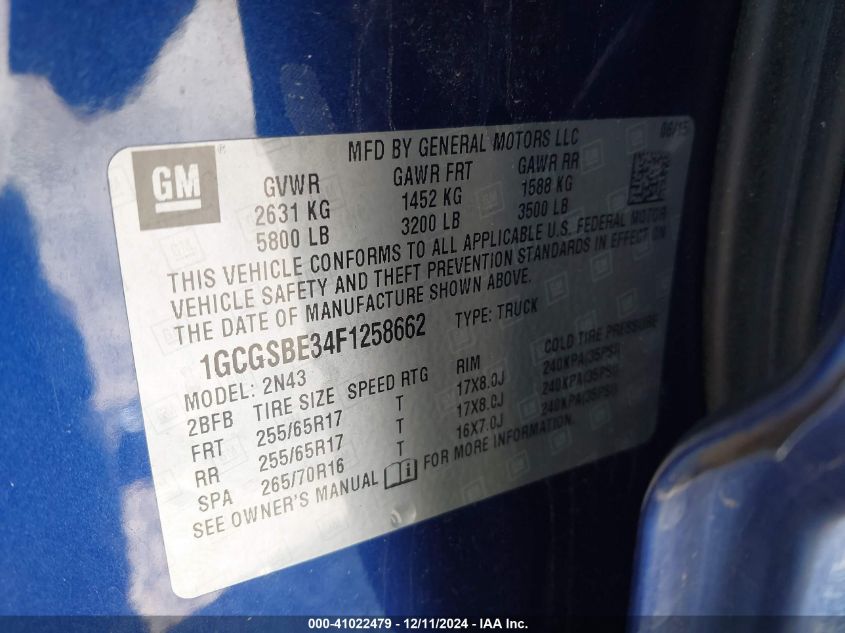 06/15
MFD BY GENERAL MOTORS LLC
GM
GVWR GAWR FRT GAWR RR
2631 KG 1452 KG 1588 KG
5800 LB 3200 LB 3500 LB
THIS VEHICLE CONFORMS TO ALL APPLICABLE U.S. FEDERAL MOTOR
VEHICLE SAFETY AND THEFT PREVENTION STANDARDS IN EFFECT ON
THE DATE OF MANUFACTURE SHOWN ABOVE.
1GCGSBE34F1258662 TYPE: TRUCK
MODEL: 2N43
2BFB TIRE SIZE SPEED RTG RIM COLD TIRE PRESSURE
FRT 255/65R17 T 17X8.0J 240KPA(35PSI)
RR 255/65R17 T 17X8.0J 240KPA(35PSI)
SPA 265/70R16 T 16X7.0J 240KPA(35PSI)
SEE OWNER'S MANUAL FOR MORE INFORMATION.
000-41022479 - 12/11/2024 - IAA Inc.